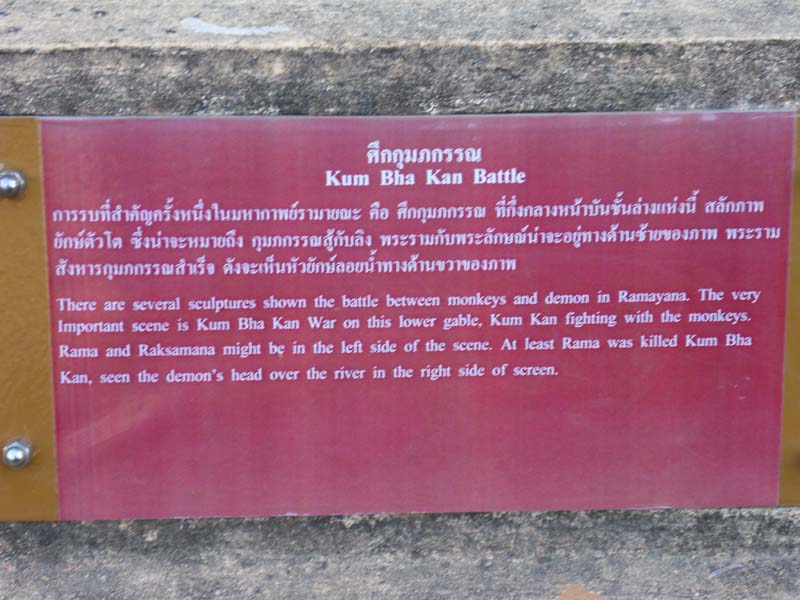 ศึกกุมภกรรณ
Kum Bha Kan Battle
การรบที่สำคัญครั้งหนึ่งในมหากาพย์รามายณะ คือ ศึกกุมภกรรณ ที่กึ่งกลางหน้าบันชั้นล่างแห่งนี้ สลักภาพ
ยักษ์ตัวโต ซึ่งน่าจะหมายถึง กุมภกรรณสู้กับลิง พระรามกับพระลักษณ์น่าจะอยู่ทางด้านซ้ายของภาพ พระราม
สังหารกุมภกรรณสำเร็จ ดังจะเห็นหัวยักษ์ลอยน้ำทางด้านขวาของภาพ
There are several sculptures shown the battle between monkeys and demon in Ramayana. The very
Important scene is Kum Bha Kan War on this lower gable, Kum Kan fighting with the monkeys.
Rama and Raksamana might be in the left side of the scene. At least Rama was killed Kum Bha
Kan, seen the demon's head over the river in the right side of screen.